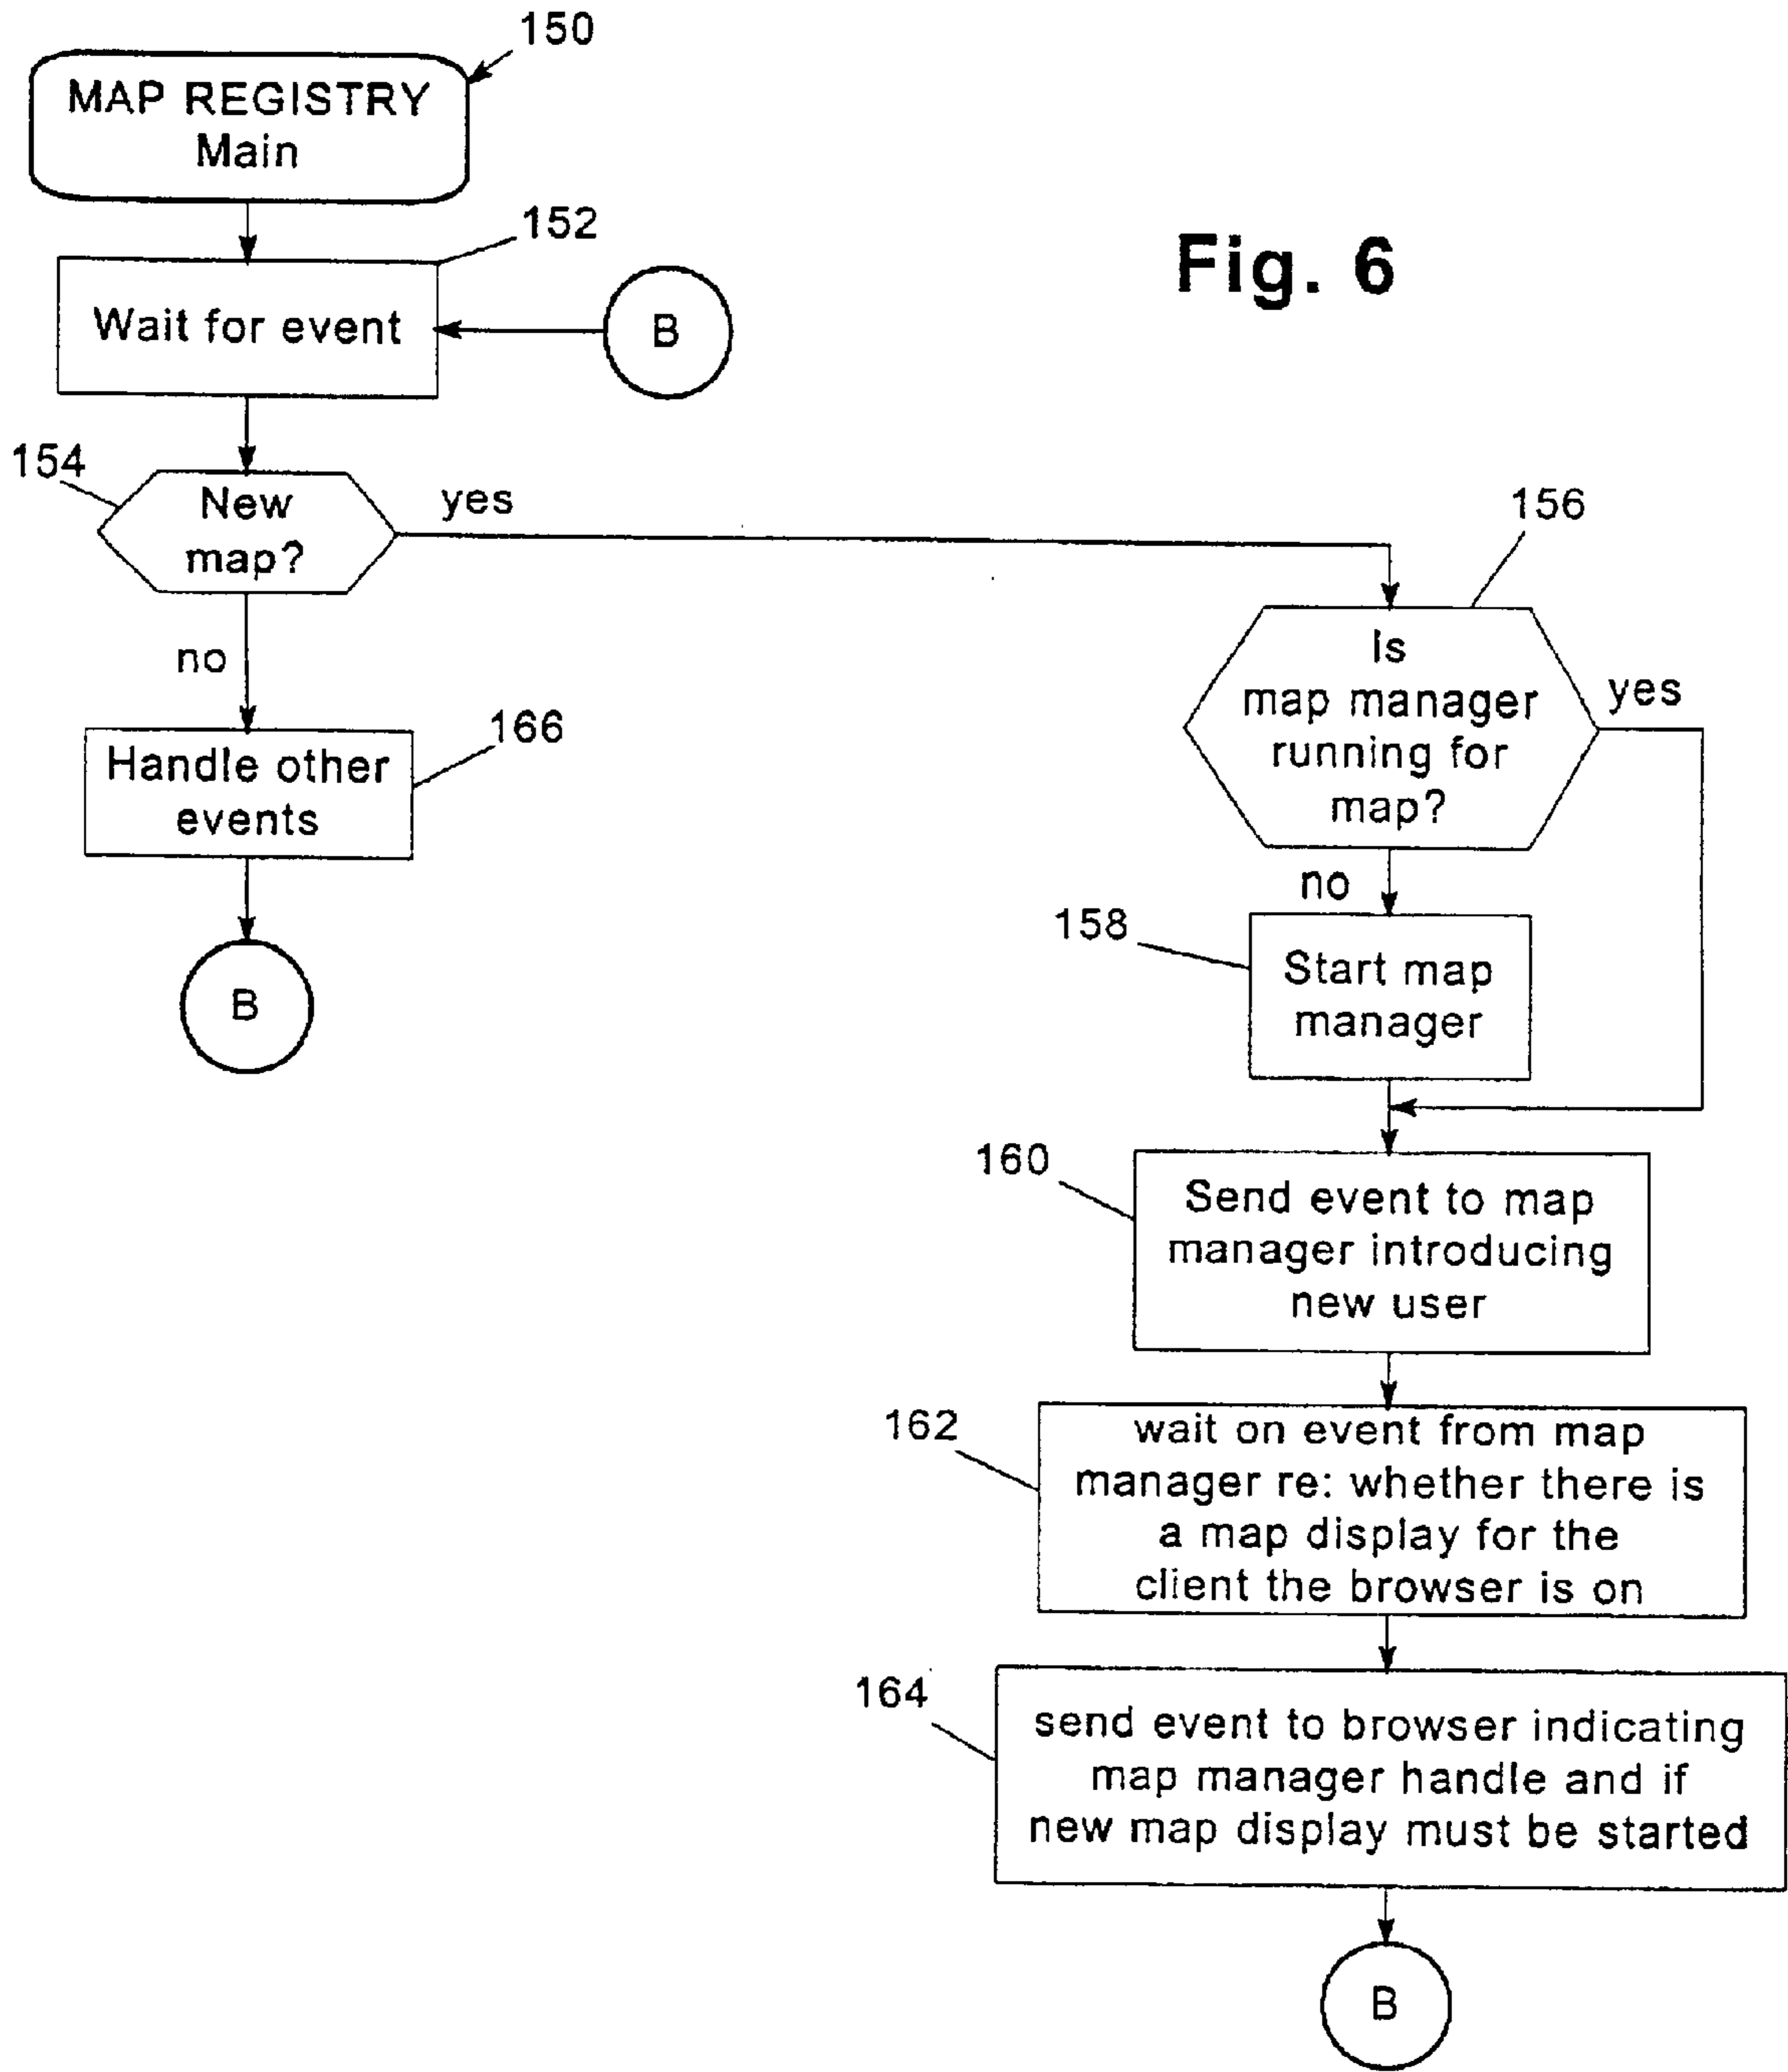 150
MAP REGISTRY
Main
152
Fig. 6
Wait for event
B
154
New
map?
yes
156
no
Is
map manager
running for
map?
yes
166
Handle other
events
no
158
Start map
manager
B
160
Send event to map
manager introducing
new user
162
wait on event from map
manager re: whether there is
a map display for the
client the browser is on
164
send event to browser indicating
map manager handle and if
new map display must be started
B